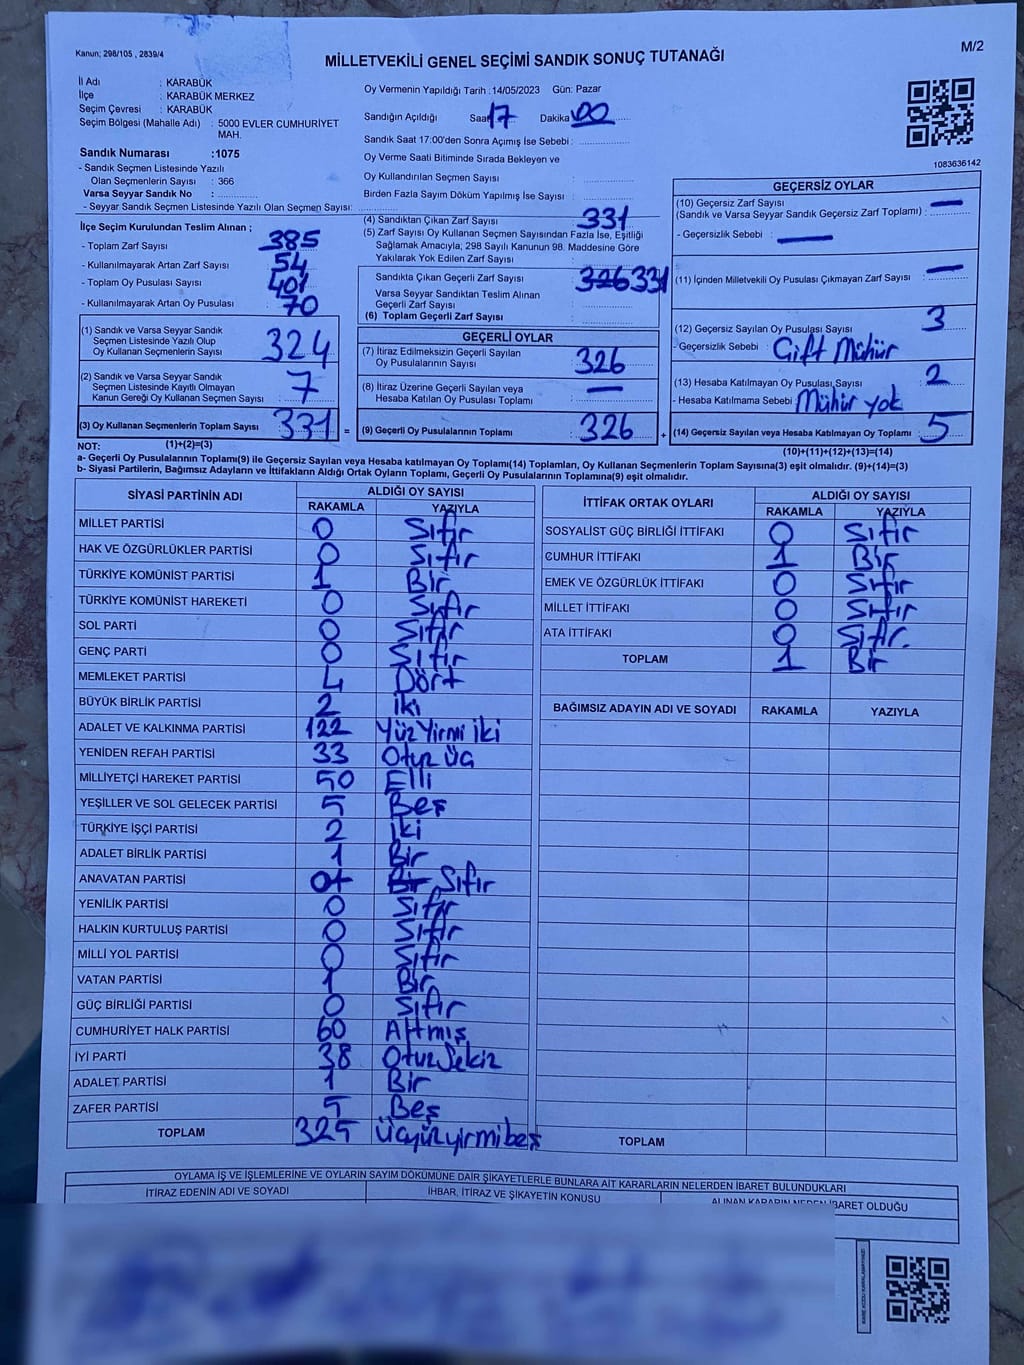 Kanun; 298/105 , 2839/4
M/2
MİLLETVEKİLİ GENEL SEÇİMİ SANDIK SONUÇ TUTANAĞI
İl Adı : KARABÜK
İlçe : KARABÜK MERKEZ
Seçim Çevresi : KARABÜK
Seçim Bölgesi (Mahalle Adı) : 5000 EVLER CUMHURİYET
MAH.
Sandık Numarası :1075
- Sandık Seçmen Listesinde Yazılı
Olan Seçmenlerin Sayısı : 366
Varsa Seyyar Sandık No :
- Seyyar Sandık Seçmen Listesinde Yazılı Olan Seçmen Sayısı:
Oy Vermenin Yapıldığı Tarih :14/05/2023 Gün: Pazar
Sandığın Açıldığı Saat 17 Dakika 00
Sandık Saat 17:00'den Sonra Açımış İse Sebebi :
Oy Verme Saati Bitiminde Sırada Bekleyen ve
Oy Kullandırılan Seçmen Sayısı :
Birden Fazla Sayım Döküm Yapılmış İse Sayısı :
1083636142
İlçe Seçim Kurulundan Teslim Alınan ;
- Toplam Zarf Sayısı : 385
- Kullanılmayarak Artan Zarf Sayısı : 54
- Toplam Oy Pusulası Sayısı : 401
- Kullanılmayarak Artan Oy Pusulası : 70
(1) Sandık ve Varsa Seyyar Sandık
Seçmen Listesinde Yazılı Olup
Oy Kullanan Seçmenlerin Sayısı : 324
(2) Sandık ve Varsa Seyyar Sandık
Seçmen Listesinde Kayıtlı Olmayan
Kanun Gereği Oy Kullanan Seçmen Sayısı : 7
(3) Oy Kullanan Seçmenlerin Toplam Sayısı : 331 =
(1)+(2)=(3)
(4) Sandıktan Çıkan Zarf Sayısı : 331
(5) Zarf Sayısı Oy Kullanan Seçmen Sayısından Fazla İse, Eşitliği
Sağlamak Amacıyla; 298 Sayılı Kanunun 98. Maddesine Göre
Yakılarak Yok Edilen Zarf Sayısı :
Sandıkta Çıkan Geçerli Zarf Sayısı : 326 331
Varsa Seyyar Sandıktan Teslim Alınan
Geçerli Zarf Sayısı :
(6) Toplam Geçerli Zarf Sayısı :
GEÇERLİ OYLAR
(7) İtiraz Edilmeksizin Geçerli Sayılan
Oy Pusulalarının Sayısı : 326
(8) İtiraz Üzerine Geçerli Sayılan veya
Hesaba Katılan Oy Pusulası Toplamı : —
(9) Geçerli Oy Pusulalarının Toplamı : 326 +
GEÇERSİZ OYLAR
(10) Geçersiz Zarf Sayısı
(Sandık ve Varsa Seyyar Sandık Geçersiz Zarf Toplamı) : —
- Geçersizlik Sebebi : —
(11) İçinden Milletvekili Oy Pusulası Çıkmayan Zarf Sayısı : —
(12) Geçersiz Sayılan Oy Pusulası Sayısı : 3
- Geçersizlik Sebebi : Çift Mühür
(13) Hesaba Katılmayan Oy Pusulası Sayısı : 2
- Hesaba Katılmama Sebebi : Mühür yok
(14) Geçersiz Sayılan veya Hesaba Katılmayan Oy Toplamı : 5
(10)+(11)+(12)+(13)=(14)
NOT:
a- Geçerli Oy Pusulalarının Toplamı(9) ile Geçersiz Sayılan veya Hesaba katılmayan Oy Toplamı(14) Toplamları, Oy Kullanan Seçmenlerin Toplam Sayısına(3) eşit olmalıdır. (9)+(14)=(3)
b- Siyasi Partilerin, Bağımsız Adayların ve İttifakların Aldığı Ortak Oyların Toplamı, Geçerli Oy Pusulalarının Toplamına(9) eşit olmalıdır.
SİYASİ PARTİNİN ADI
ALDIĞI OY SAYISI
RAKAMLA YAZIYLA
MİLLET PARTİSİ 0 Sıfır
HAK VE ÖZGÜRLÜKLER PARTİSİ 0 Sıfır
TÜRKİYE KOMÜNİST PARTİSİ 1 Bir
TÜRKİYE KOMÜNİST HAREKETİ 0 Sıfır
SOL PARTİ 0 Sıfır
GENÇ PARTİ 0 Sıfır
MEMLEKET PARTİSİ 4 Dört
BÜYÜK BİRLİK PARTİSİ 2 iki
ADALET VE KALKINMA PARTİSİ 122 Yüz Yirmi iki
YENİDEN REFAH PARTİSİ 33 Otuz üç
MİLLİYETÇİ HAREKET PARTİSİ 50 Elli
YEŞİLLER VE SOL GELECEK PARTİSİ 5 Beş
TÜRKİYE İŞÇİ PARTİSİ 2 iki
ADALET BİRLİK PARTİSİ 1 Bir
ANAVATAN PARTİSİ 0 1 Bir Sıfır
YENİLİK PARTİSİ 0 Sıfır
HALKIN KURTULUŞ PARTİSİ 0 Sıfır
MİLLİ YOL PARTİSİ 0 Sıfır
VATAN PARTİSİ 1 Bir
GÜÇ BİRLİĞİ PARTİSİ 0 Sıfır
CUMHURİYET HALK PARTİSİ 60 Altmış
İYİ PARTİ 38 Otuz Sekiz
ADALET PARTİSİ 1 Bir
ZAFER PARTİSİ 5 Beş
TOPLAM 325 üçyüzyirmibeş
İTTİFAK ORTAK OYLARI
ALDIĞI OY SAYISI
RAKAMLA YAZIYLA
SOSYALİST GÜÇ BİRLİĞİ İTTİFAKI 0 Sıfır
CUMHUR İTTİFAKI 1 Bir
EMEK VE ÖZGÜRLÜK İTTİFAKI 0 Sıfır
MİLLET İTTİFAKI 0 Sıfır
ATA İTTİFAKI 0 Sıfır.
TOPLAM 1 Bir
BAĞIMSIZ ADAYIN ADI VE SOYADI RAKAMLA YAZIYLA
TOPLAM
OYLAMA İŞ VE İŞLEMLERİNE VE OYLARIN SAYIM DÖKÜMÜNE DAİR ŞİKAYETLERLE BUNLARA AİT KARARLARIN NELERDEN İBARET BULUNDUKLARI
İTİRAZ EDENİN ADI VE SOYADI
İHBAR, İTİRAZ VE ŞİKAYETİN KONUSU
ALINAN KARARIN NEDEN İBARET OLDUĞU